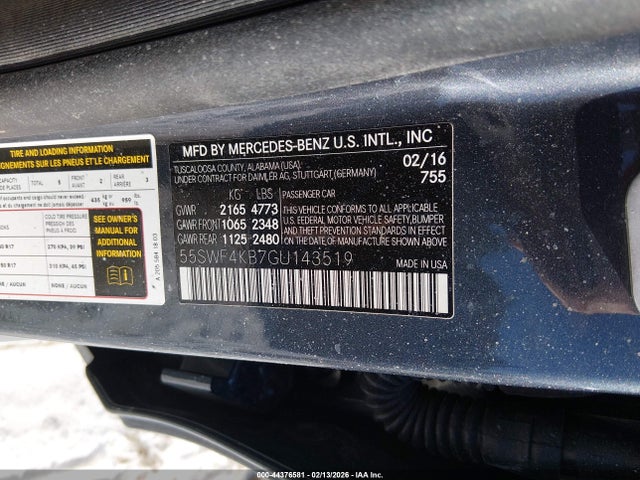 TIRE AND LOADING INFORMATION
SEE OWNER'S
MANUAL FOR
ADDITIONAL
INFORMATION
A 205 584 18 03
MFD BY MERCEDES-BENZ U.S. INTL., INC
TUSCALOOSA COUNTY, ALABAMA (USA)
UNDER CONTRACT FOR DAIMLER AG, STUTTGART,(GERMANY)
02/16
755
KG LBS PASSENGER CAR
GVWR 2165 4773
GAWR FRONT 1065 2348
GAWR REAR 1125 2480
THIS VEHICLE CONFORMS TO ALL APPLICABLE
U.S. FEDERAL MOTOR VEHICLE SAFETY, BUMPER
AND THEFT PREVENTION STANDARDS IN EFFECT
ON THE DATE OF MANUFACTURE SHOWN ABOVE.
55SWF4KB7GU143519
MADE IN USA
000-44376581 - 02/13/2026 - IAA Inc.